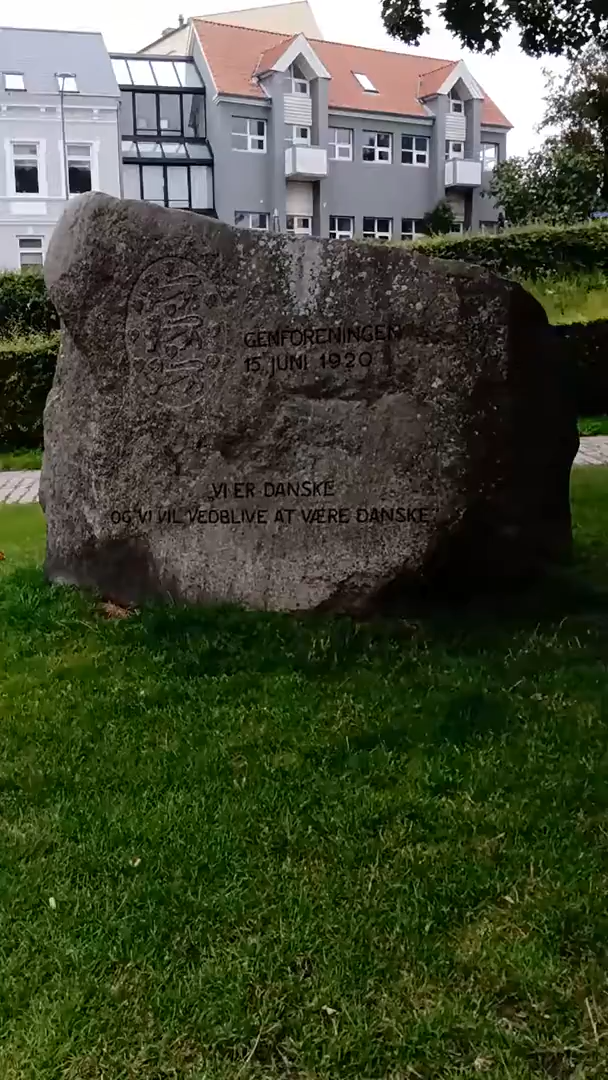 GENFORENINGEN
15 JUNI 1920
VI ER DANSKE
OG VI VIL VEDBLIVE AT VÆRE DANSKE